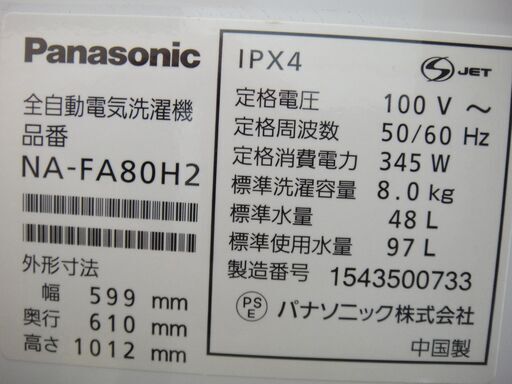 Panasonic
全自動電気洗濯機
品番
NA-FA80H2
外形寸法
幅 599 mm
奥行 610 mm
高さ 1012 mm
IPX4
S JET
定格電圧 100 V ～
定格周波数 50/60 Hz
定格消費電力 345 W
標準洗濯容量 8.0 kg
標準水量 48 L
標準使用水量 97 L
製造番号 1543500733
PS
E
パナソニック株式会社
中国製